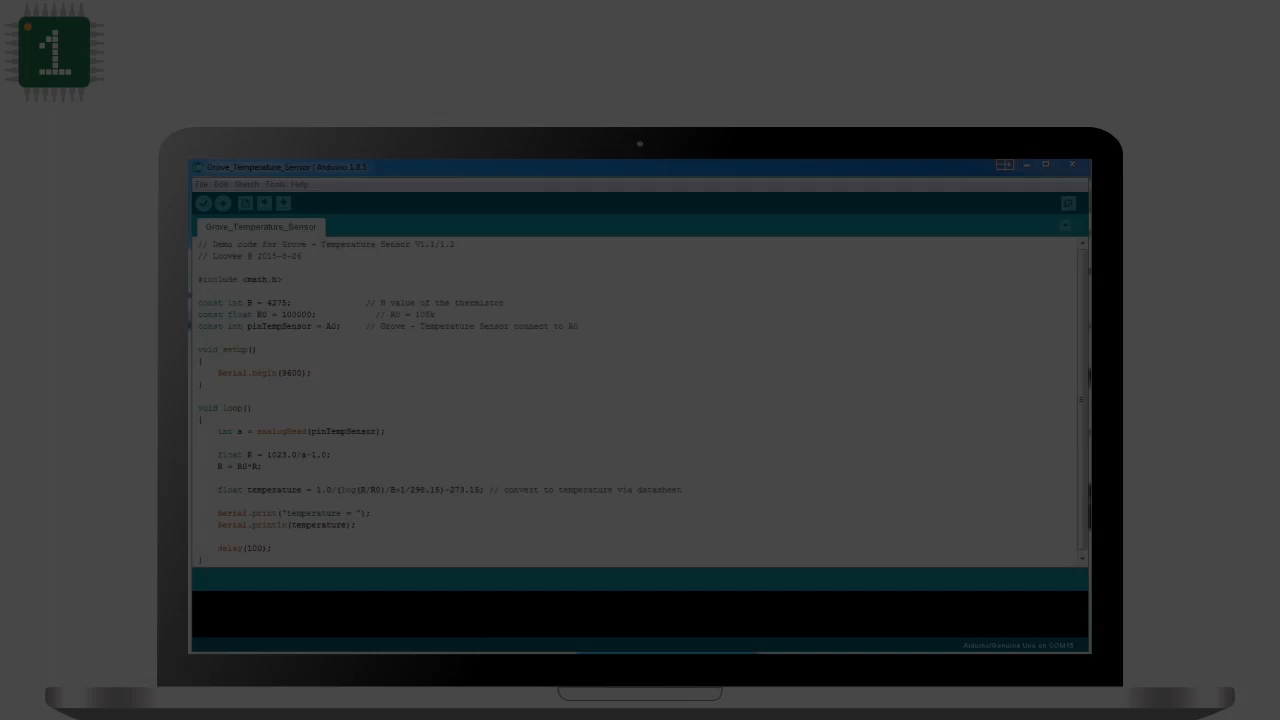 1
Grove_Temperature_Sensor | Arduino 1.8.5
File Edit Sketch Tools Help
Grove_Temperature_Sensor
// Demo code for Grove - Temperature Sensor V1.1/1.2
// Loovee @ 2015-8-26
#include <math.h>
const int B = 4275; // B value of the thermistor
const float R0 = 100000; // R0 = 100k
const int pinTempSensor = A0; // Grove - Temperature Sensor connect to A0
void setup()
{
Serial.begin(9600);
}
void loop()
{
int a = analogRead(pinTempSensor);
float R = 1023.0/a-1.0;
R = R0*R;
float temperature = 1.0/(log(R/R0)/B+1/298.15)-273.15; // convert to temperature via datasheet
Serial.print("temperature = ");
Serial.println(temperature);
delay(100);
}
Arduino/Genuino Uno on COM15